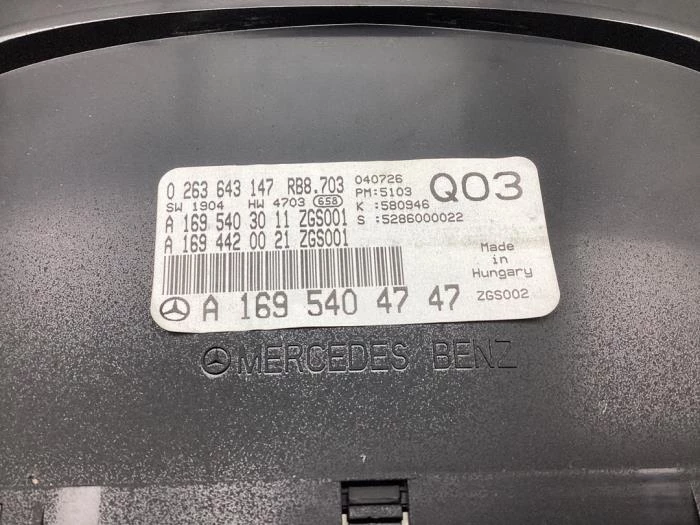 0 263 643 147 RB8.703 040726 Q03
SW 1904 HW 4703 658 PM:5103
K :580946
A 169 540 30 11 ZGS001 S :5286000022
A 169 442 00 21 ZGS001
Made
in
Hungary
A 169 540 47 47 ZGS002
MERCEDES BENZ